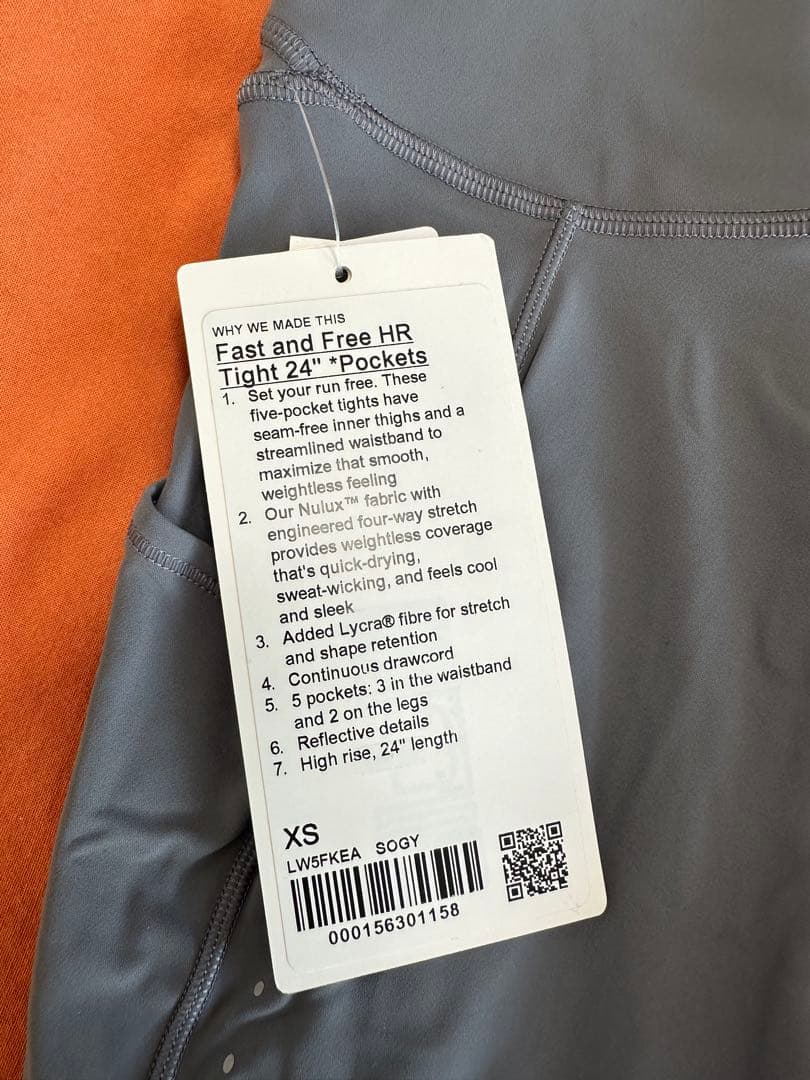 WHY WE MADE THIS
Fast and Free HR
Tight 24" *Pockets
1. Set your run free. These
five-pocket tights have
seam-free inner thighs and a
streamlined waistband to
maximize that smooth,
weightless feeling
2. Our Nulux™ fabric with
engineered four-way stretch
provides weightless coverage
that's quick-drying,
sweat-wicking, and feels cool
and sleek
3. Added Lycra® fibre for stretch
and shape retention
4. Continuous drawcord
5. 5 pockets: 3 in the waistband
and 2 on the legs
6. Reflective details
7. High rise, 24" length
XS
LW5FKEA SOGY
000156301158